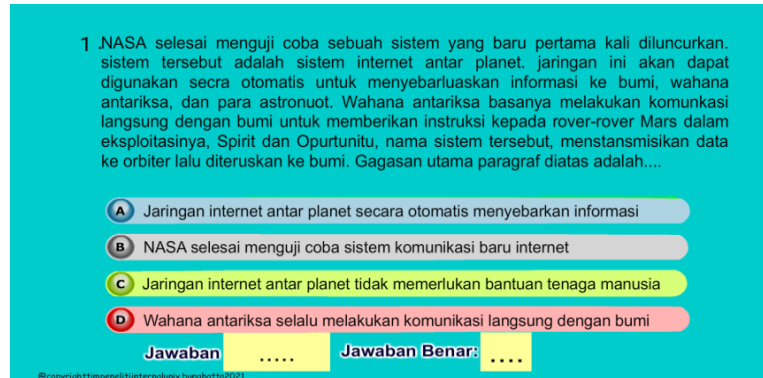 1 .NASA selesai menguji coba sebuah sistem yang baru pertama kali diluncurkan.
sistem tersebut adalah sistem internet antar planet. jaringan ini akan dapat
digunakan secra otomatis untuk menyebarluaskan informasi ke bumi, wahana
antariksa, dan para astronuot. Wahana antariksa basanya melakukan komunkasi
langsung dengan bumi untuk memberikan instruksi kepada rover-rover Mars dalam
eksploitasinya, Spirit dan Opurtunitu, nama sistem tersebut, menstansmisikan data
ke orbiter lalu diteruskan ke bumi. Gagasan utama paragraf diatas adalah....
A Jaringan internet antar planet secara otomatis menyebarkan informasi
B NASA selesai menguji coba sistem komunikasi baru internet
C Jaringan internet antar planet tidak memerlukan bantuan tenaga manusia
D Wahana antariksa selalu melakukan komunikasi langsung dengan bumi
Jawaban ..... Jawaban Benar: ....
@copyrighttimpenelitiinternaluniv.bunghatta2021